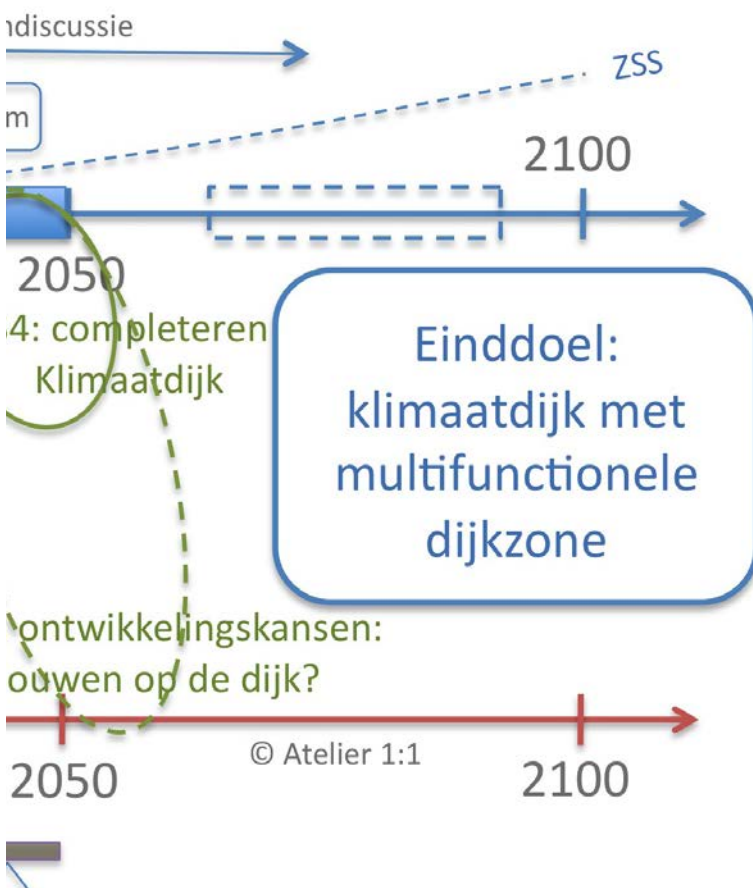 ndiscussie
ZSS
m
2100
2050
4: completeren
Klimaatdijk
Einddoel:
klimaatdijk met
multifunctionele
dijkzone
ontwikkelingskansen:
ouwen op de dijk?
© Atelier 1:1
2050
2100